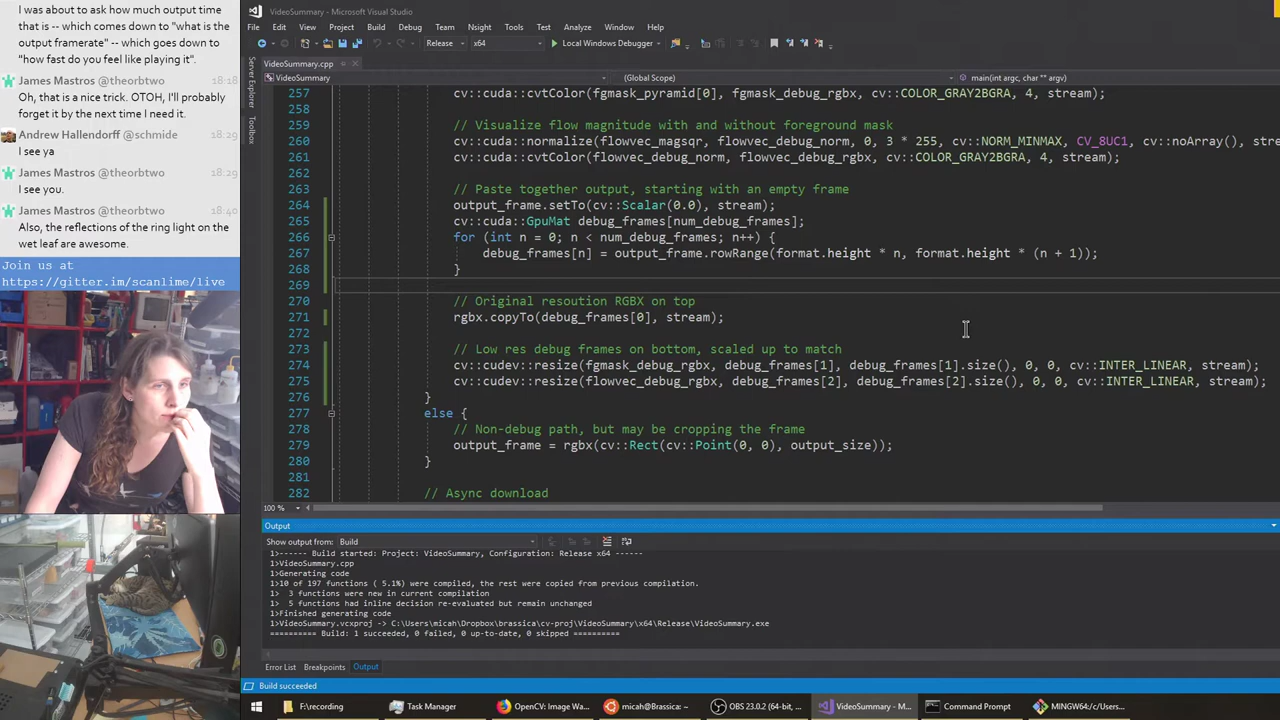 I was about to ask how much output time
that is -- which comes down to "what is the
output framerate" -- which goes down to
"how fast do you feel like playing it".
James Mastros @theorbtwo 18:18
Oh, that is a nice trick. OTOH, I'll probably
forget it by the next time I need it.
Andrew Hallendorff @schmide 18:29
I see ya
James Mastros @theorbtwo 18:29
I see you.
James Mastros @theorbtwo 18:40
Also, the reflections of the ring light on the
wet leaf are awesome.
Join us at
https://gitter.im/scanlime/live
VideoSummary - Microsoft Visual Studio
File Edit View Project Build Debug Team Nsight Tools Test Analyze Window Help
Release x64 Local Windows Debugger
Server Explorer
Toolbox
VideoSummary.cpp
VideoSummary (Global Scope) main(int argc, char ** argv)
257 cv::cuda::cvtColor(fgmask_pyramid[0], fgmask_debug_rgbx, cv::COLOR_GRAY2BGRA, 4, stream);
258
259 // Visualize flow magnitude with and without foreground mask
260 cv::cuda::normalize(flowvec_magsqr, flowvec_debug_norm, 0, 3 * 255, cv::NORM_MINMAX, CV_8UC1, cv::noArray(), stre
261 cv::cuda::cvtColor(flowvec_debug_norm, flowvec_debug_rgbx, cv::COLOR_GRAY2BGRA, 4, stream);
262
263 // Paste together output, starting with an empty frame
264 output_frame.setTo(cv::Scalar(0.0), stream);
265 cv::cuda::GpuMat debug_frames[num_debug_frames];
266 for (int n = 0; n < num_debug_frames; n++) {
267 debug_frames[n] = output_frame.rowRange(format.height * n, format.height * (n + 1));
268 }
269
270 // Original resoution RGBX on top
271 rgbx.copyTo(debug_frames[0], stream);
272
273 // Low res debug frames on bottom, scaled up to match
274 cv::cudev::resize(fgmask_debug_rgbx, debug_frames[1], debug_frames[1].size(), 0, 0, cv::INTER_LINEAR, stream);
275 cv::cudev::resize(flowvec_debug_rgbx, debug_frames[2], debug_frames[2].size(), 0, 0, cv::INTER_LINEAR, stream);
276 }
277 else {
278 // Non-debug path, but may be cropping the frame
279 output_frame = rgbx(cv::Rect(cv::Point(0, 0), output_size));
280 }
281
282 // Async download
100 %
Output
Show output from: Build
1>------ Build started: Project: VideoSummary, Configuration: Release x64 ------
1>VideoSummary.cpp
1>Generating code
1>10 of 197 functions ( 5.1%) were compiled, the rest were copied from previous compilation.
1> 3 functions were new in current compilation
1> 5 functions had inline decision re-evaluated but remain unchanged
1>Finished generating code
1>VideoSummary.vcxproj -> C:\Users\micah\Dropbox\brassica\cv-proj\VideoSummary\x64\Release\VideoSummary.exe
========== Build: 1 succeeded, 0 failed, 0 up-to-date, 0 skipped ==========
Error List Breakpoints Output
Build succeeded
F:\recording Task Manager OpenCV: Image Wa... micah@Brassica: ~ OBS 23.0.2 (64-bit, ... VideoSummary - M... Command Prompt MINGW64:/c/Users...